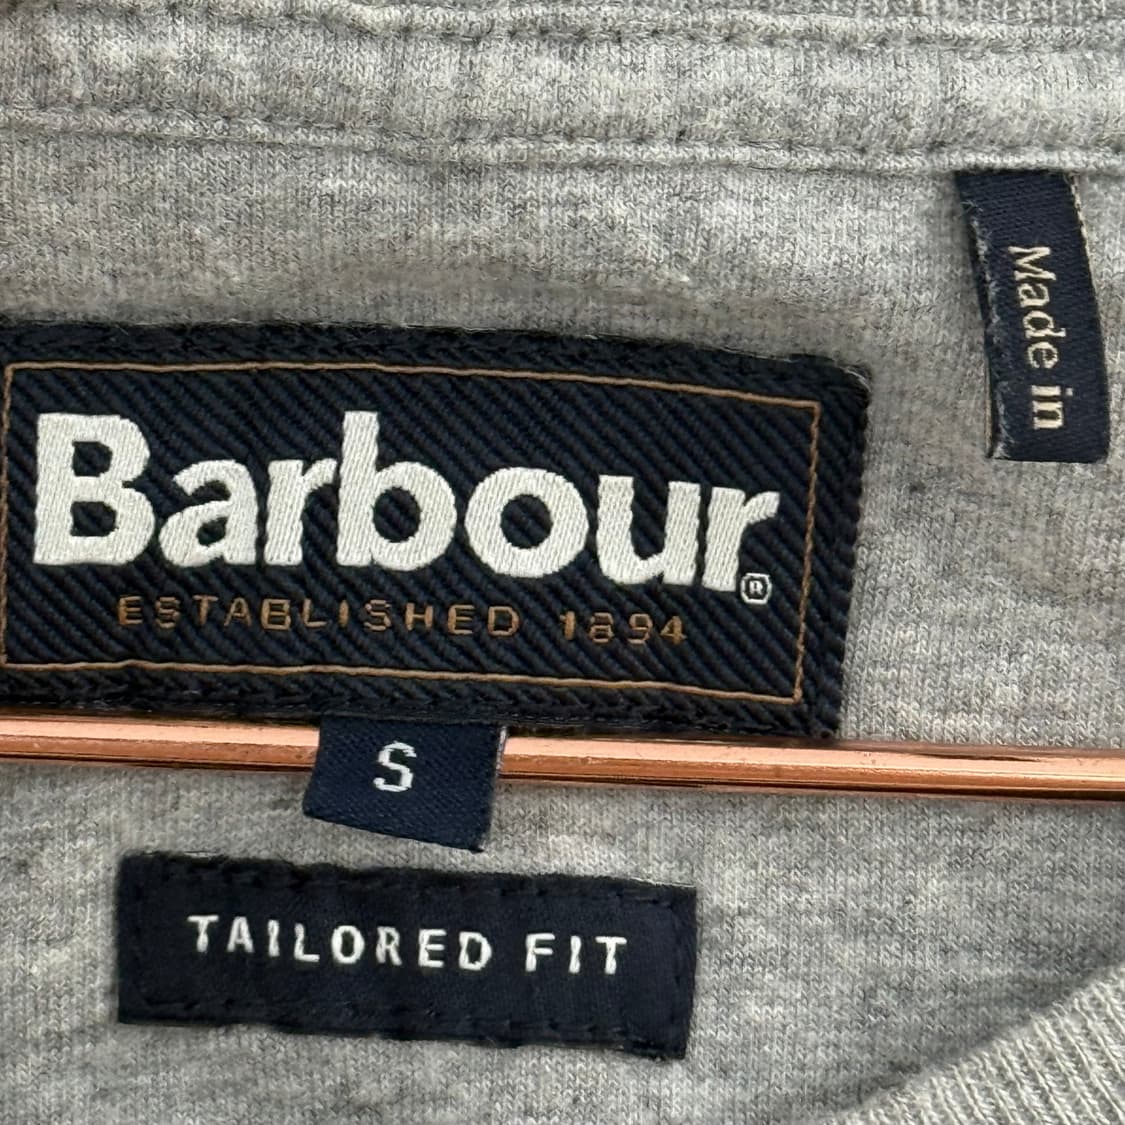 Barbour®
ESTABLISHED 1894
Made in
S
TAILORED FIT